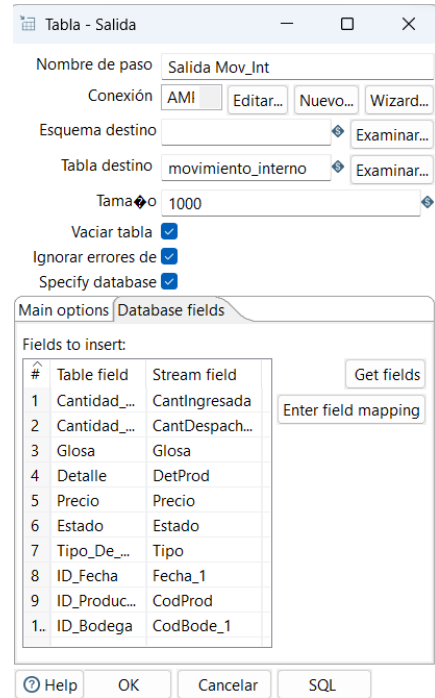 Tabla - Salida
Nombre de paso Salida Mov_Int
Conexión AMI Editar... Nuevo... Wizard...
Esquema destino Examinar...
Tabla destino movimiento_interno Examinar...
Tama�o 1000
Vaciar tabla
Ignorar errores de
Specify database
Main options Database fields
Fields to insert:
# Table field Stream field Get fields
1 Cantidad_... CantIngresada
Enter field mapping
2 Cantidad_... CantDespach...
3 Glosa Glosa
4 Detalle DetProd
5 Precio Precio
6 Estado Estado
7 Tipo_De_... Tipo
8 ID_Fecha Fecha_1
9 ID_Produc... CodProd
1.. ID_Bodega CodBode_1
Help OK Cancelar SQL